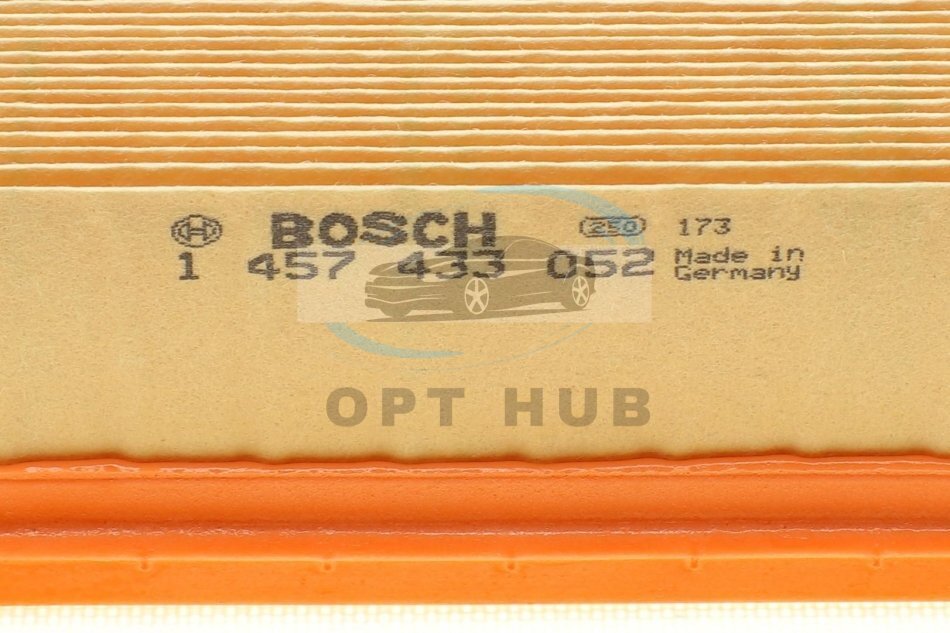 BOSCH 250 173
1 457 433 052 Made in
Germany
OPT HUB